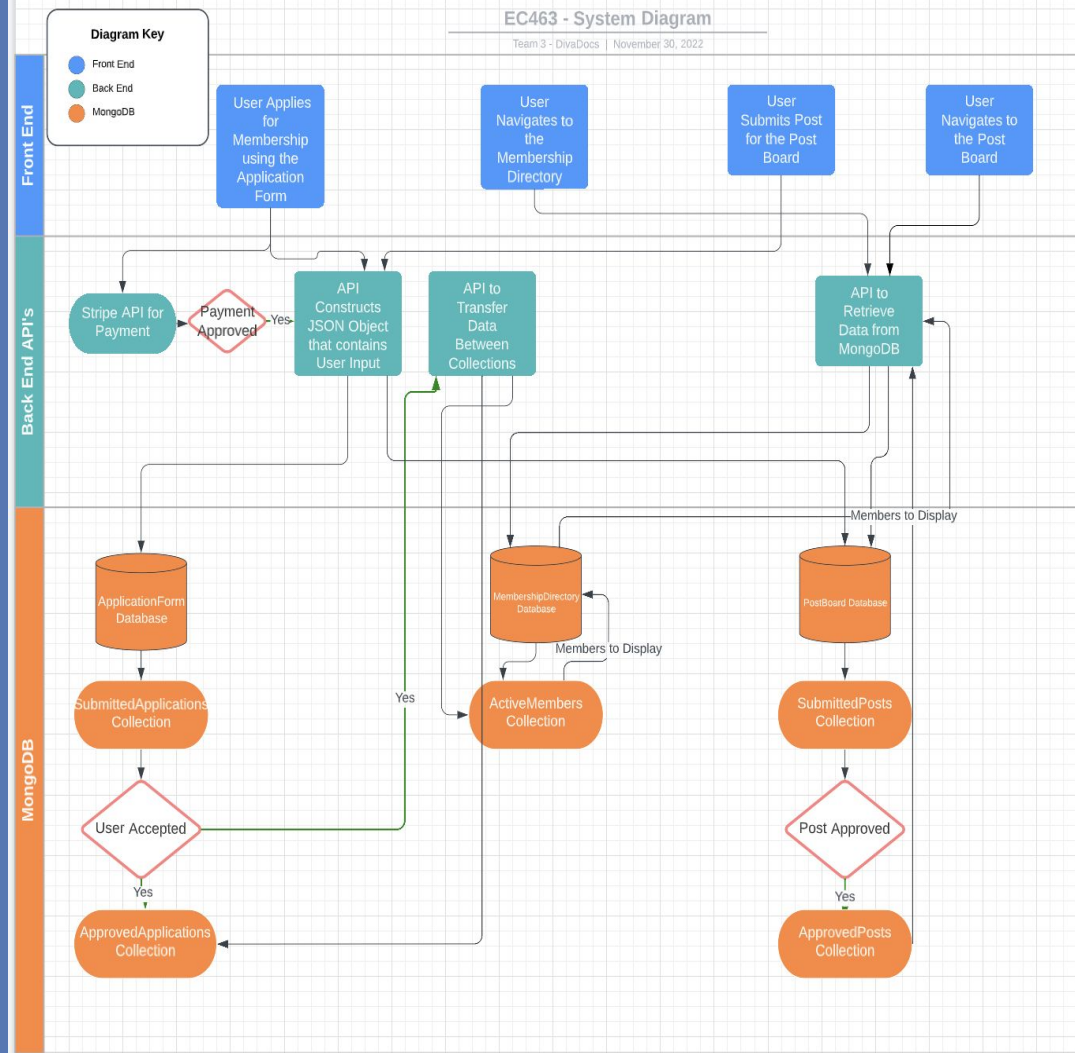 EC463 - System Diagram
Team 3 - DivaDocs | November 30, 2022
Diagram Key
Front End
Back End
MongoDB
Front End
User Applies
for
Membership
using the
Application
Form
User
Navigates to
the
Membership
Directory
User
Submits Post
for the Post
Board
User
Navigates to
the Post
Board
Back End API's
Stripe API for
Payment
Payment
Approved
Yes
API
Constructs
JSON Object
that contains
User Input
API to
Transfer
Data
Between
Collections
API to
Retrieve
Data from
MongoDB
MongoDB
Members to Display
ApplicationForm
Database
MembershipDirectory
Database
PostBoard Database
Members to Display
SubmittedApplications
Collection
Yes
ActiveMembers
Collection
SubmittedPosts
Collection
User Accepted
Post Approved
Yes
Yes
ApprovedApplications
Collection
ApprovedPosts
Collection